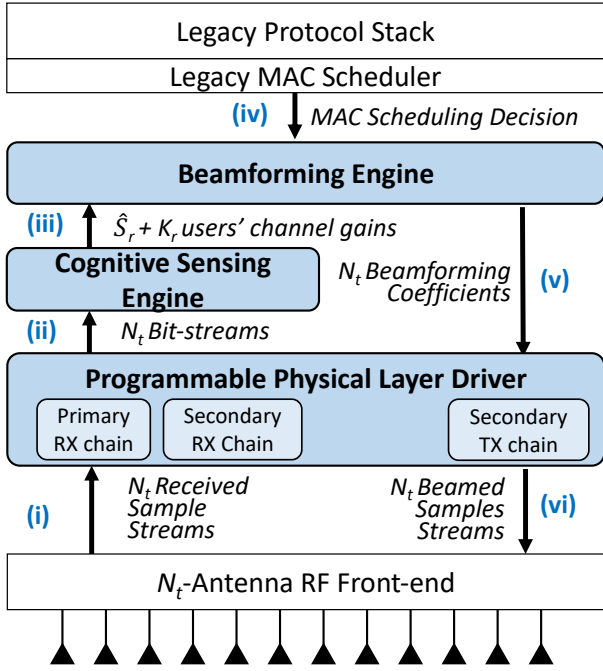 Legacy Protocol Stack
Legacy MAC Scheduler
(iv)
MAC Scheduling Decision
Beamforming Engine
(iii)
Ŝr + Kr users' channel gains
Cognitive Sensing
Engine
Nt Beamforming
Coefficients
(v)
(ii)
Nt Bit-streams
Programmable Physical Layer Driver
Primary
RX chain
Secondary
RX Chain
Secondary
TX chain
(i)
Nt Received
Sample
Streams
Nt Beamed
Samples
Streams
(vi)
Nt-Antenna RF Front-end